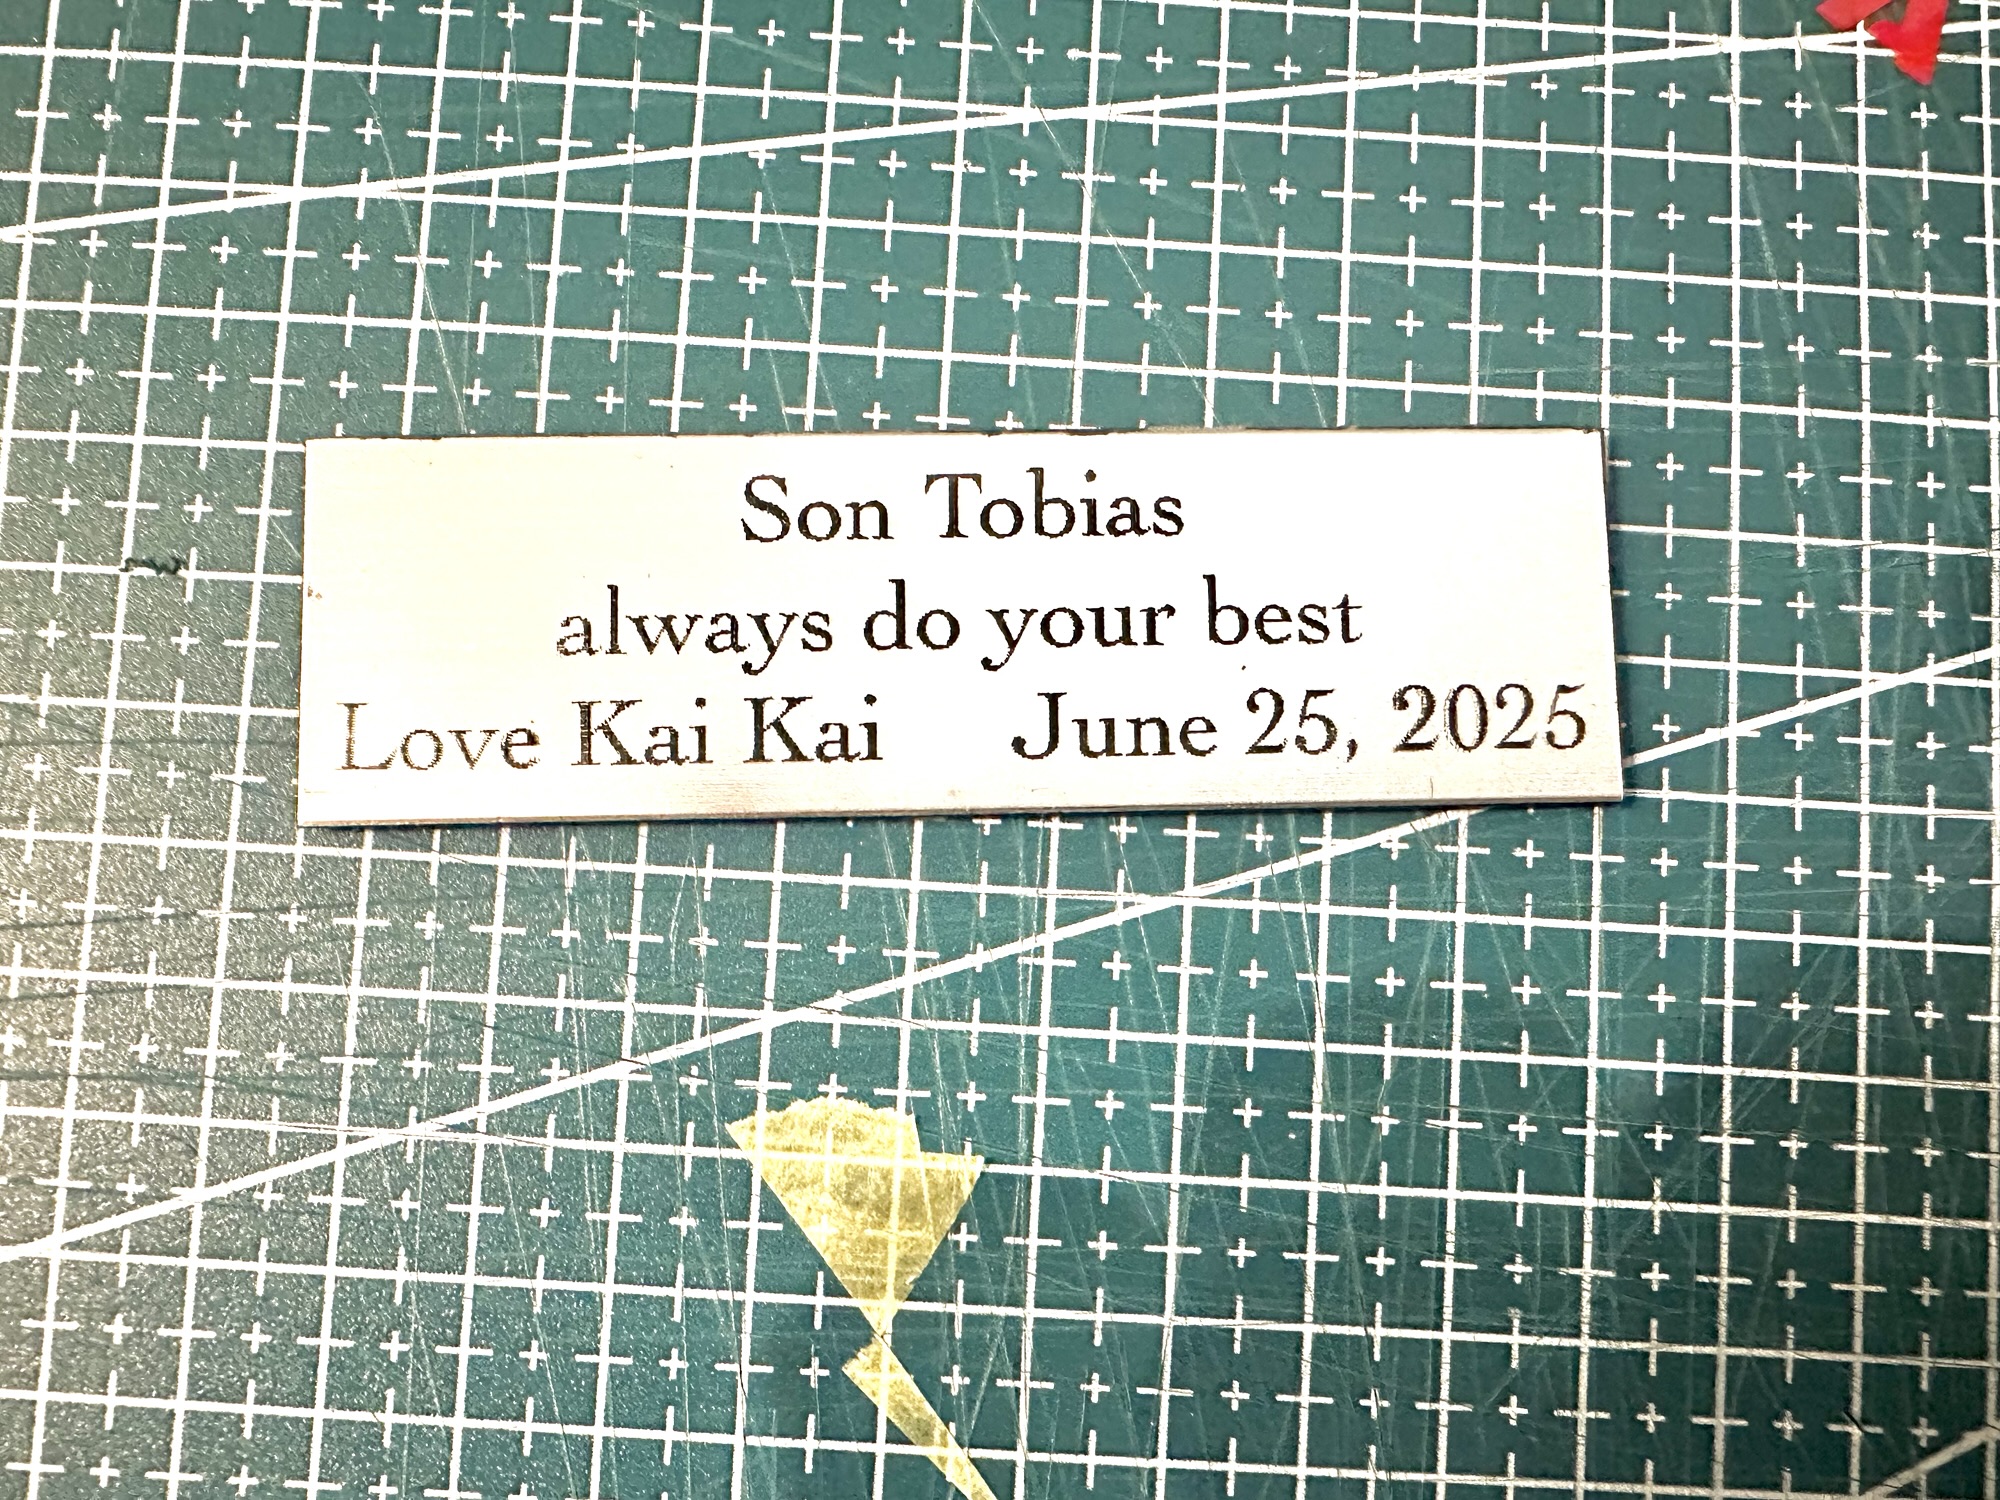 Son Tobias
always do your best
Love Kai Kai June 25, 2025